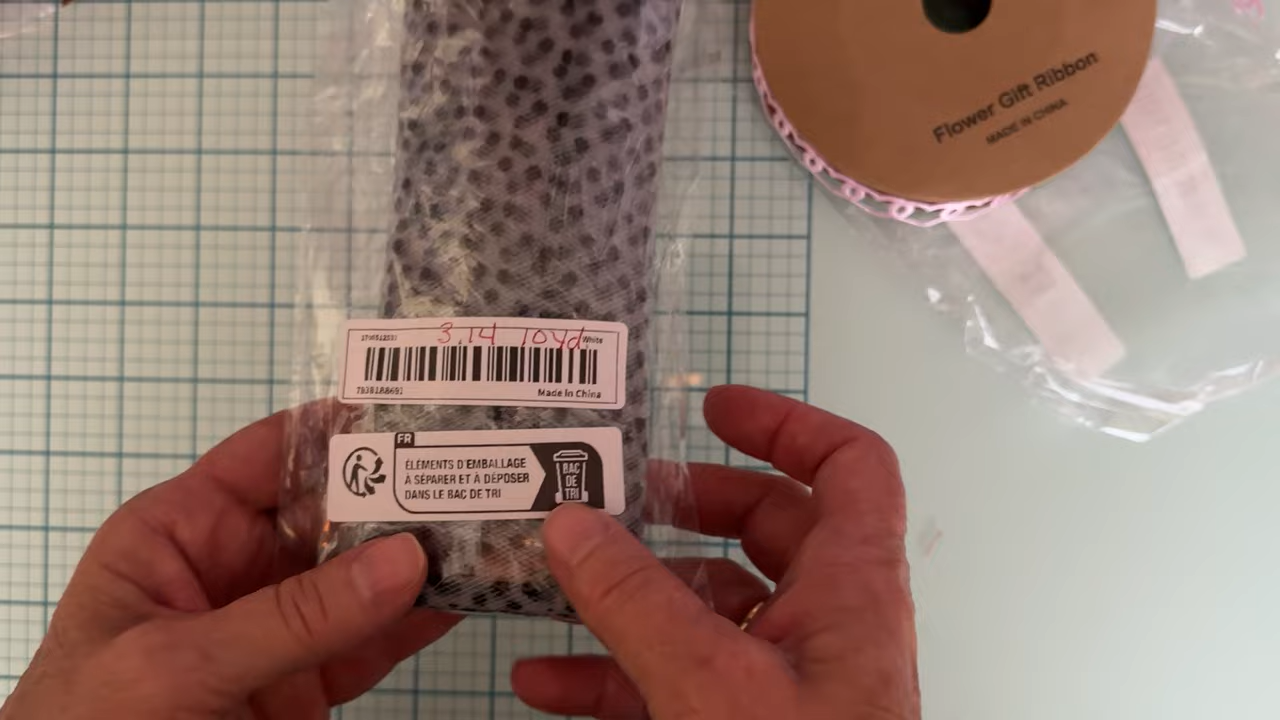 Flower Gift Ribbon
MADE IN CHINA
3.14 10yd
White
7939188691
Made In China
FR
ÉLÉMENTS D'EMBALLAGE
À SÉPARER ET À DÉPOSER
DANS LE BAC DE TRI
BAC
DE
TRI